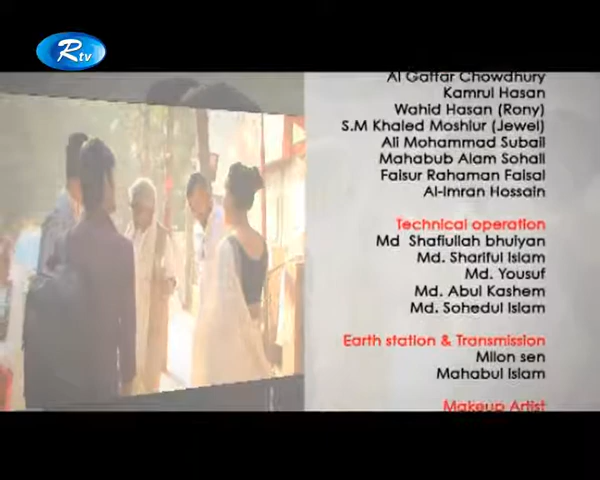 Rtv
Al Gaffar Chowdhury
Kamrul Hasan
Wahid Hasan (Rony)
S.M Khaled Moshiur (Jewel)
Ali Mohammad Subail
Mahabub Alam Sohail
Faisur Rahaman Faisal
Al-Imran Hossain
Technical operation
Md Shafiullah bhuiyan
Md. Shariful Islam
Md. Yousuf
Md. Abul Kashem
Md. Sohedul Islam
Earth station & Transmission
Milon sen
Mahabul Islam
Makeup Artist